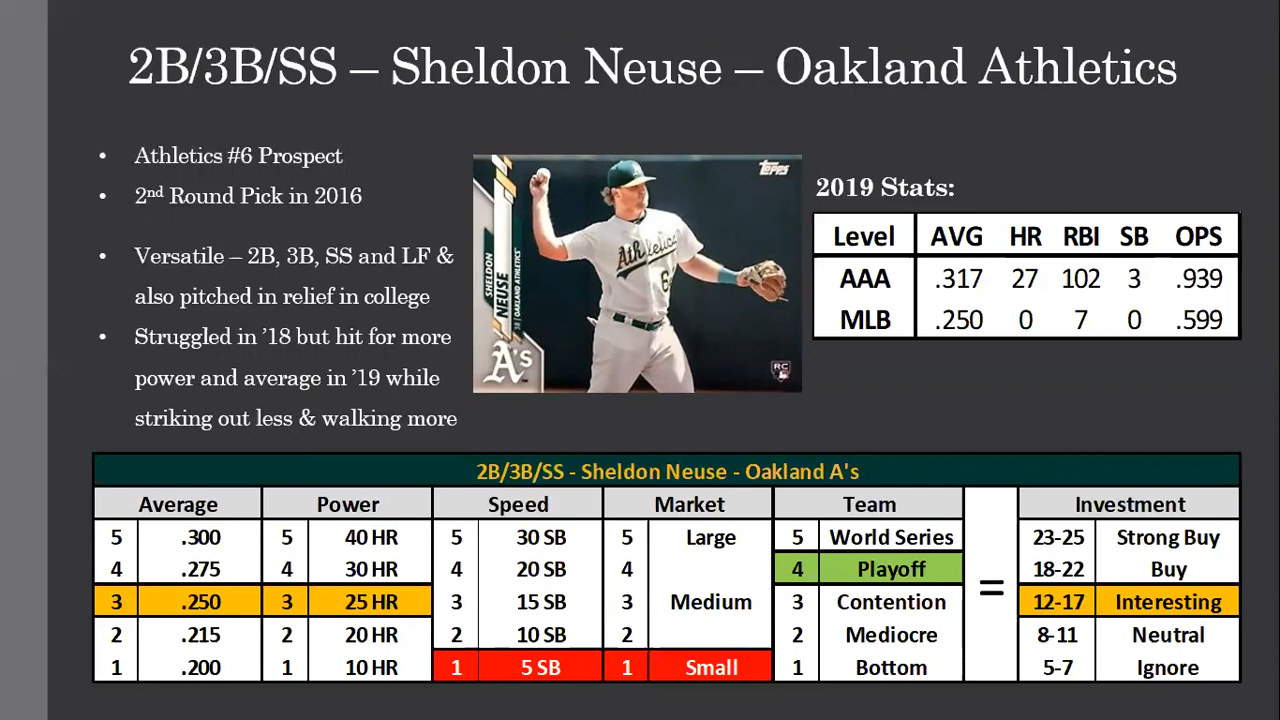 2B/3B/SS – Sheldon Neuse – Oakland Athletics
• Athletics #6 Prospect
• 2nd Round Pick in 2016
• Versatile – 2B, 3B, SS and LF &
also pitched in relief in college
• Struggled in ’18 but hit for more
power and average in ’19 while
striking out less & walking more
Topps
SHELDON
NEUSE
OAKLAND ATHLETICS
Athletics
6
A's
RC
2019 Stats:
Level AVG HR RBI SB OPS
AAA .317 27 102 3 .939
MLB .250 0 7 0 .599
2B/3B/SS - Sheldon Neuse - Oakland A's
Average Power Speed Market Team Investment
5 .300 5 40 HR 5 30 SB 5 Large 5 World Series 23-25 Strong Buy
4 .275 4 30 HR 4 20 SB 4 4 Playoff 18-22 Buy
3 .250 3 25 HR 3 15 SB 3 Medium 3 Contention = 12-17 Interesting
2 .215 2 20 HR 2 10 SB 2 2 Mediocre 8-11 Neutral
1 .200 1 10 HR 1 5 SB 1 Small 1 Bottom 5-7 Ignore